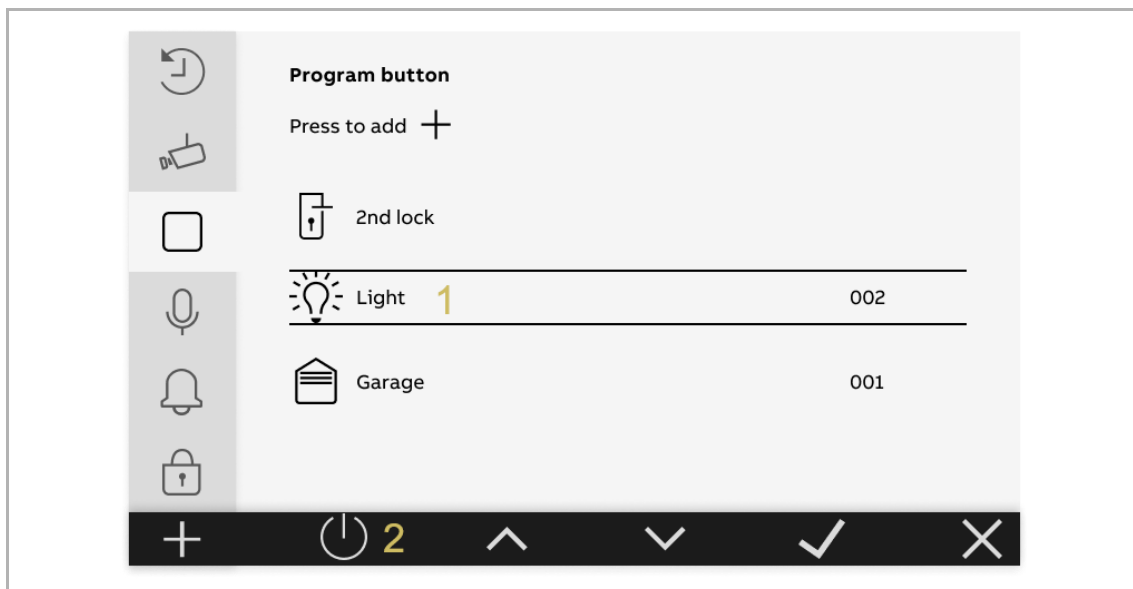 Program button
Press to add
2nd lock
Light 1 002
Garage 001
2